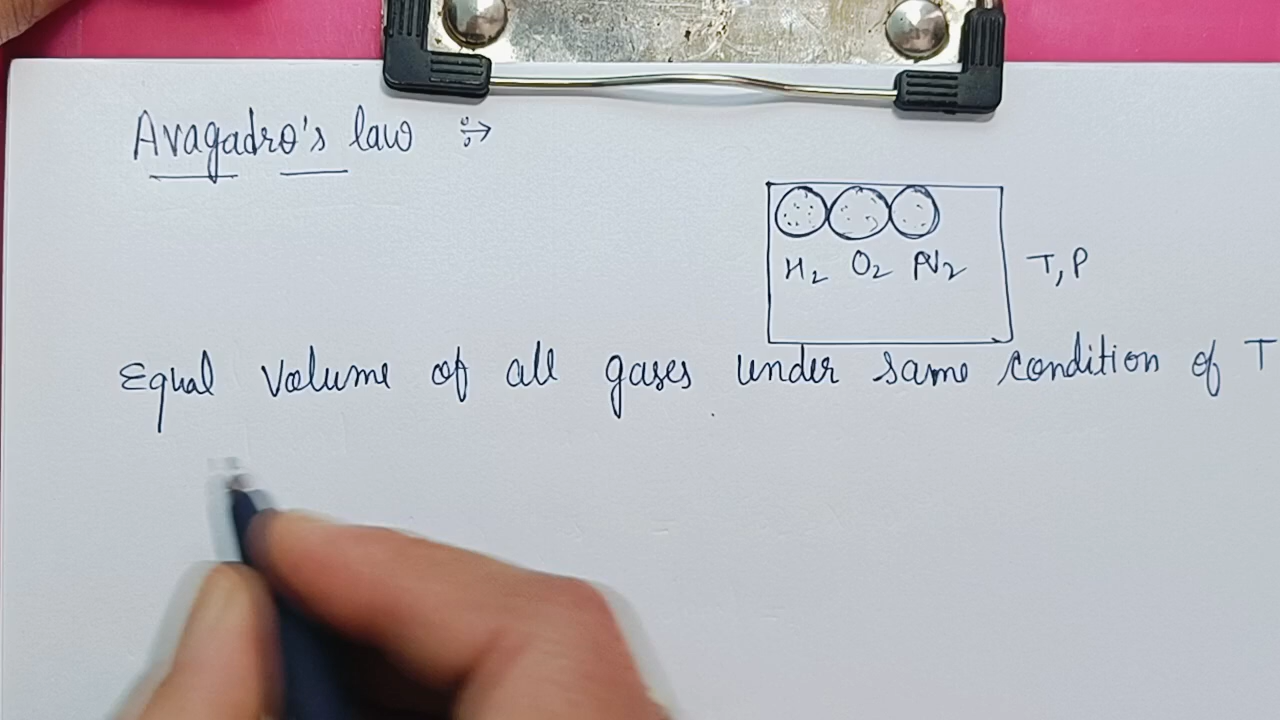 Avagadro's law :→
H₂ O₂ N₂ T, P
Equal volume of all gases under same condition of T